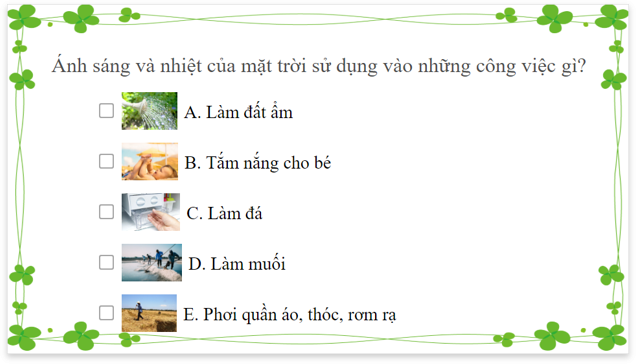 Ánh sáng và nhiệt của mặt trời sử dụng vào những công việc gì?
A. Làm đất ẩm
B. Tắm nắng cho bé
C. Làm đá
D. Làm muối
E. Phơi quần áo, thóc, rơm rạ